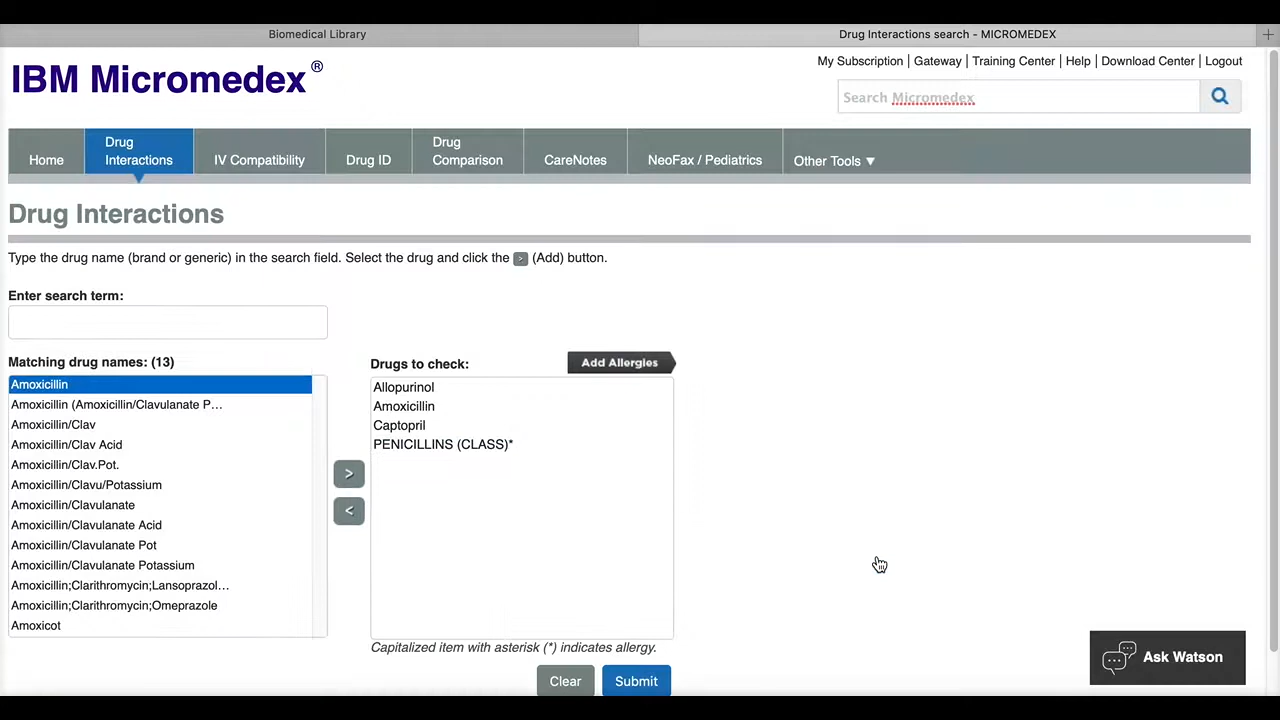 Biomedical Library
Drug Interactions search - MICROMEDEX
+
IBM Micromedex®
My Subscription | Gateway | Training Center | Help | Download Center | Logout
Search Micromedex
Home
Drug
Interactions
IV Compatibility
Drug ID
Drug
Comparison
CareNotes
NeoFax / Pediatrics
Other Tools ▼
Drug Interactions
Type the drug name (brand or generic) in the search field. Select the drug and click the > (Add) button.
Enter search term:
Matching drug names: (13)
Amoxicillin
Amoxicillin (Amoxicillin/Clavulanate P…
Amoxicillin/Clav
Amoxicillin/Clav Acid
Amoxicillin/Clav.Pot.
Amoxicillin/Clavu/Potassium
Amoxicillin/Clavulanate
Amoxicillin/Clavulanate Acid
Amoxicillin/Clavulanate Pot
Amoxicillin/Clavulanate Potassium
Amoxicillin;Clarithromycin;Lansoprazol…
Amoxicillin;Clarithromycin;Omeprazole
Amoxicot
>
<
Drugs to check:
Add Allergies
Allopurinol
Amoxicillin
Captopril
PENICILLINS (CLASS)*
Capitalized item with asterisk (*) indicates allergy.
Clear
Submit
Ask Watson